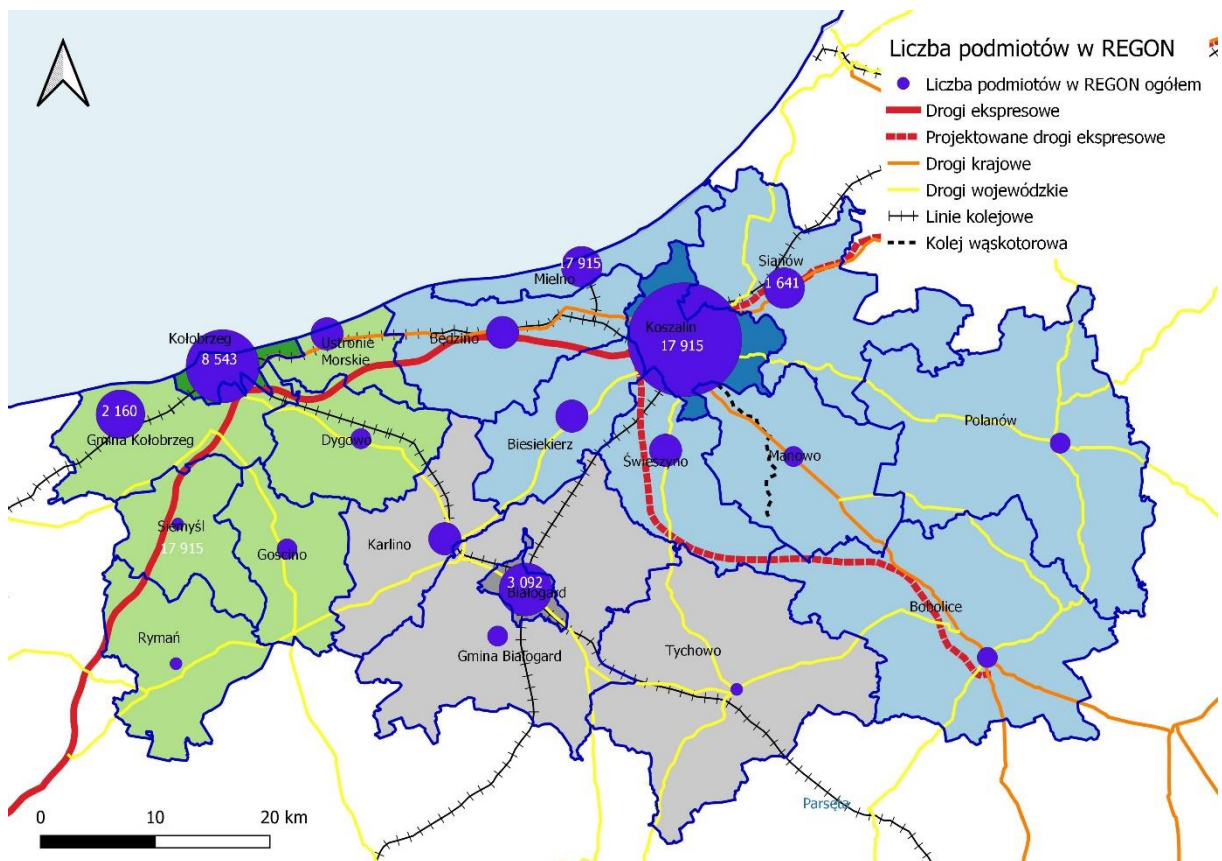 Liczba podmiotów w REGON
Liczba podmiotów w REGON ogółem
Drogi ekspresowe
Projektowane drogi ekspresowe
Drogi krajowe
Drogi wojewódzkie
Linie kolejowe
Kolej wąskotorowa
17 915
Mielno
Sianów
1 641
Kołobrzeg
8 543
Ustronie
Morskie
Będzino
Koszalin
17 915
2 160
Gmina Kołobrzeg
Dygowo
Biesiekierz
Świeszyno
Manowo
Polanów
Siemyśl
17 915
Gościno
Karlino
3 092
Białogard
Bobolice
Rymań
Gmina Białogard
Tychowo
Parsęta
0 10 20 km